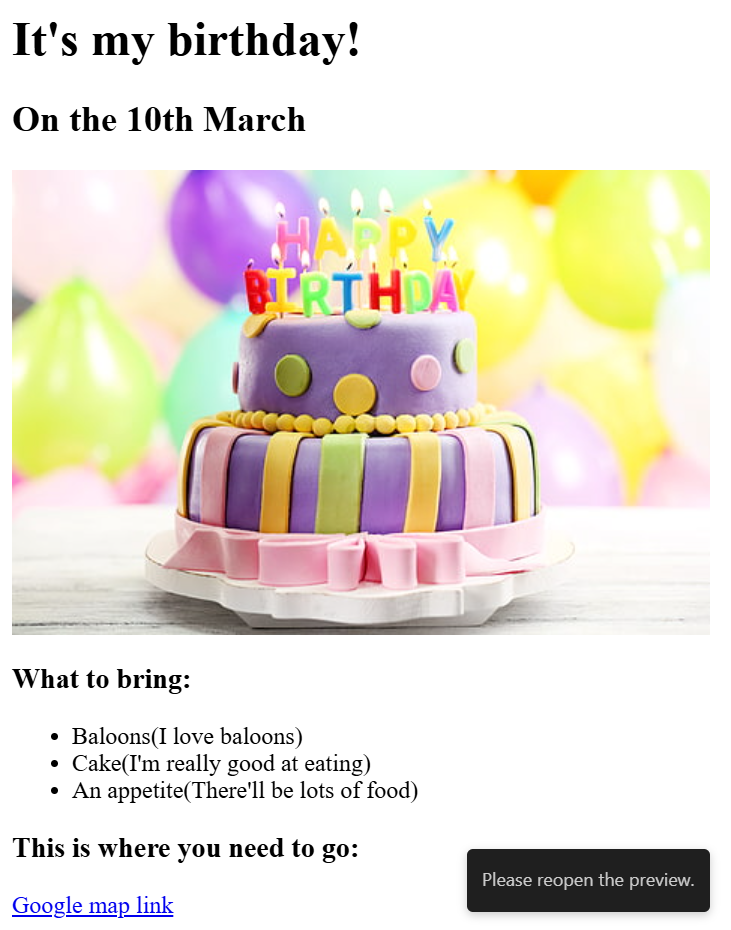 It's my birthday!
On the 10th March
HAPPY
BIRTHDAY
What to bring:
Baloons(I love baloons)
Cake(I'm really good at eating)
An appetite(There'll be lots of food)
This is where you need to go:
Google map link
Please reopen the preview.